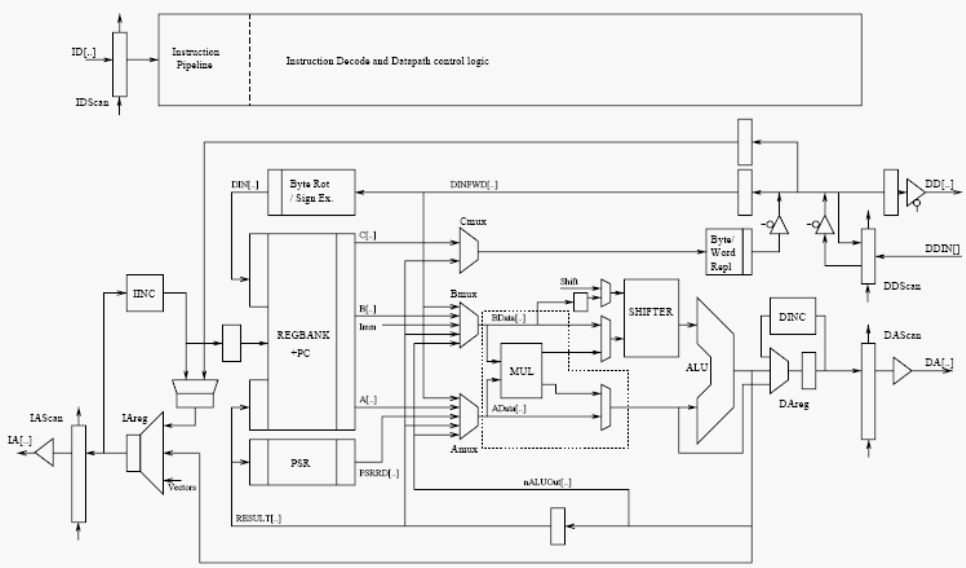 ID[..]
Instruction
Pipeline
Instruction Decode and Datapath control logic
IDScan
DIN[..]
Byte Rot
/ Sign Ex.
DINFWD[..]
DD[..]
C[..]
Cmux
Byte/
Word
Repl
DDIN[]
DDScan
IINC
Shift
B[..]
Bmux
BData[..]
SHIFTER
Imm
REGBANK
+PC
DINC
DAScan
MUL
ALU
DA[..]
A[..]
AData[..]
DAreg
IAScan
IAreg
IA[..]
Amux
PSR
PSRRD[..]
Vectors
nALUOut[..]
RESULT[..]